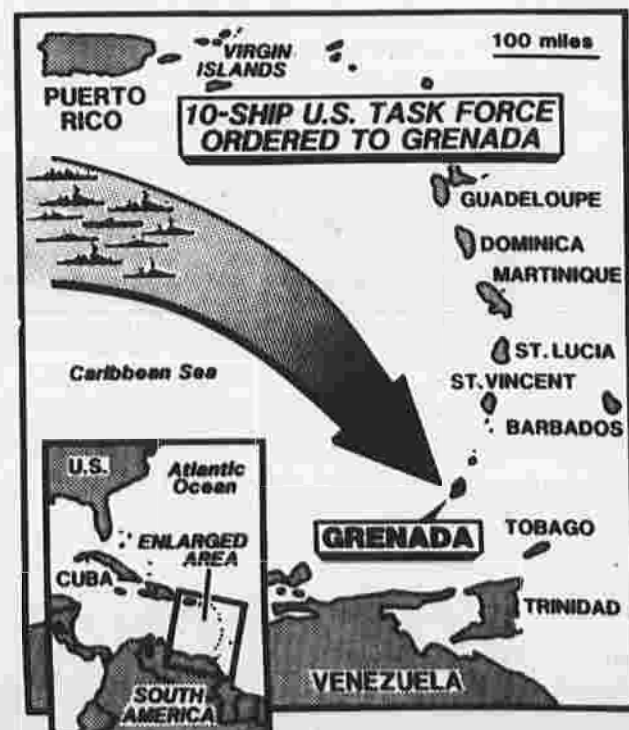 100 miles
VIRGIN
ISLANDS
PUERTO
RICO
10-SHIP U.S. TASK FORCE
ORDERED TO GRENADA
GUADELOUPE
DOMINICA
MARTINIQUE
ST. LUCIA
Caribbean Sea
ST. VINCENT
BARBADOS
U.S.
Atlantic
Ocean
ENLARGED
AREA
GRENADA
TOBAGO
CUBA
TRINIDAD
VENEZUELA
SOUTH
AMERICA